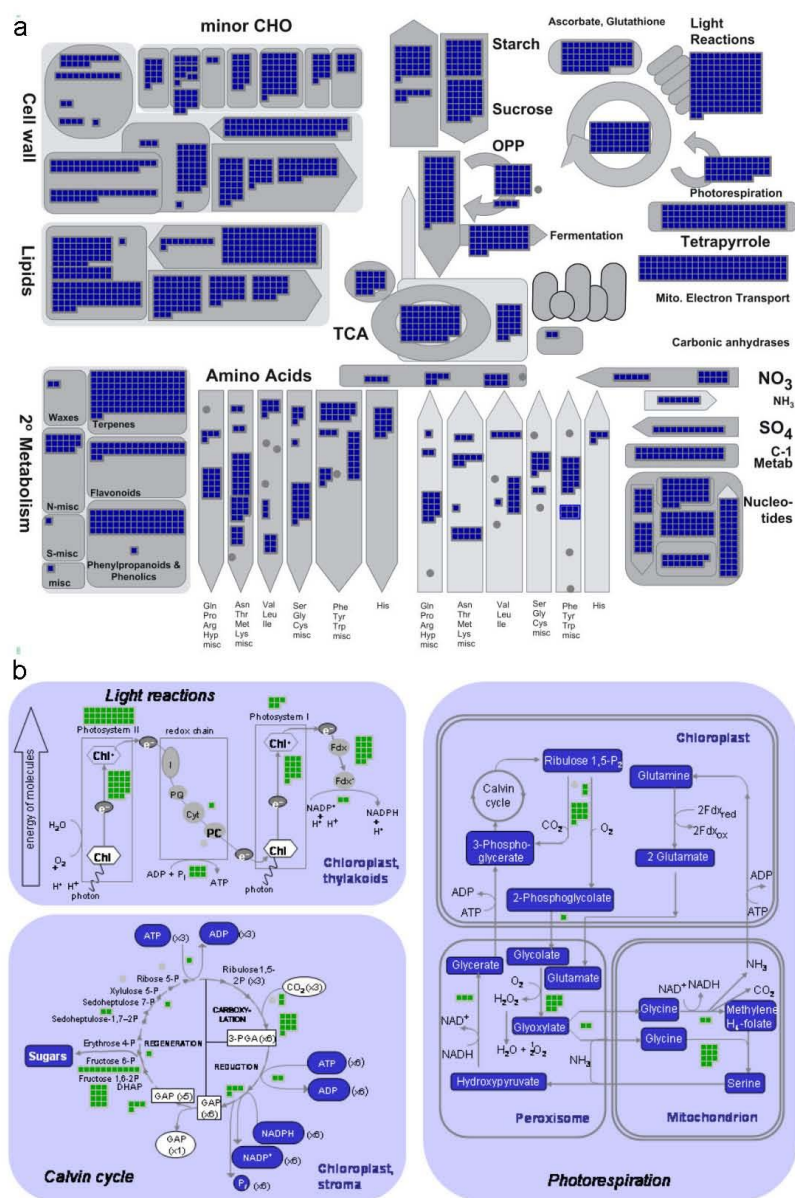 a
minor CHO
Cell wall
Starch
Sucrose
OPP
Ascorbate, Glutathione
Light
Reactions
Photorespiration
Tetrapyrrole
Fermentation
Mito. Electron Transport
Lipids
TCA
Carbonic anhydrases
Amino Acids
NO3
NH3
SO4
C-1
Metab
Nucleo-
tides
2º Metabolism
Waxes
Terpenes
N-misc
Flavonoids
S-misc
Phenylpropanoids &
Phenolics
misc
Gln
Pro
Arg
Hyp
misc
Asn
Thr
Met
Lys
misc
Val
Leu
Ile
Ser
Gly
Cys
misc
Phe
Tyr
Trp
misc
His
Gln
Pro
Arg
Hyp
misc
Asn
Thr
Met
Lys
misc
Val
Leu
Ile
Ser
Gly
Cys
misc
Phe
Tyr
Trp
misc
His
b
Light reactions
energy of molecules
Photosystem II
redox chain
Photosystem I
Chl*
e-
I
PQ
Cyt
PC
e-
Chl*
e-
Fdx
Fdx*
e-
e-
H2O
O2
+
H+ H+
Chl
photon
ADP + Pi
ATP
Chl
photon
NADP+
+
H+
H+
NADPH
+
H+
Chloroplast,
thylakoids
ATP (x3)
ADP (x3)
Ribose 5-P
Xylulose 5-P
Sedoheptulose 7-P
Sedoheptulose-1,7-2P
Erythrose 4-P
Fructose 6-P
Fructose 1,6-2P
DHAP
Sugars
Ribulose 1,5-
2P (x3)
CO2 (x3)
CARBOXY-
LATION
3-PGA (x6)
REGENERATION
REDUCTION
ATP (x6)
ADP (x6)
GAP (x5)
GAP
(x6)
GAP
(x1)
NADPH (x6)
NADP+ (x6)
Pi (x6)
Calvin cycle
Chloroplast,
stroma
Chloroplast
Ribulose 1,5-P2
Glutamine
Calvin
cycle
CO2
O2
2Fdxred
2Fdxox
3-Phospho-
glycerate
2 Glutamate
ADP
ATP
2-Phosphoglycolate
ADP
ATP
Glycerate
Glycolate
Glutamate
O2
H2O2
Glyoxylate
H2O + ½O2
NAD+
NADH
Hydroxypyruvate
Peroxisome
NH3
NAD+
NADH
CO2
Glycine
Methylene
H4-folate
Glycine
NH3
Serine
Mitochondrion
Photorespiration